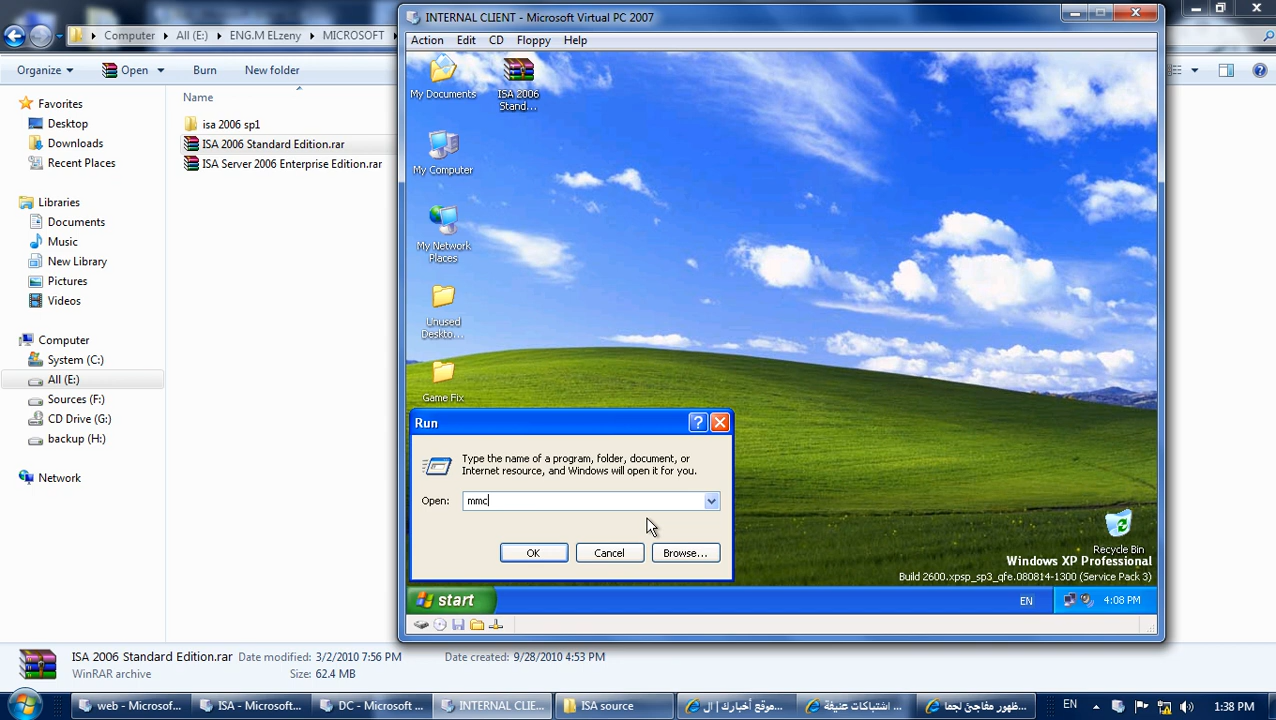 Computer
All (E:)
ENG.M ELzeny
MICROSOFT
Organize
Open
Burn
New folder
Favorites
Desktop
Downloads
Recent Places
Libraries
Documents
Music
New Library
Pictures
Videos
Computer
System (C:)
All (E:)
Sources (F:)
CD Drive (G:)
backup (H:)
Network
Name
isa 2006 sp1
ISA 2006 Standard Edition.rar
ISA Server 2006 Enterprise Edition.rar
INTERNAL CLIENT - Microsoft Virtual PC 2007
Action Edit CD Floppy Help
My Documents
ISA 2006
Stand...
My Computer
My Network
Places
Unused
Deskto...
Game Fix
Run
Type the name of a program, folder, document, or
Internet resource, and Windows will open it for you.
Open: mmc
OK Cancel Browse...
Recycle Bin
Windows XP Professional
Build 2600.xpsp_sp3_qfe.080814-1300 (Service Pack 3)
start
EN
4:08 PM
ISA 2006 Standard Edition.rar Date modified: 3/2/2010 7:56 PM Date created: 9/28/2010 4:53 PM
WinRAR archive Size: 62.4 MB
web - Microsof...
ISA - Microsoft...
DC - Microsoft ...
INTERNAL CLIE...
ISA source
موقع أخبارك | ال...
اشتباكات عنيفة ...
ظهور مفاجئ لنجما...
EN
1:38 PM